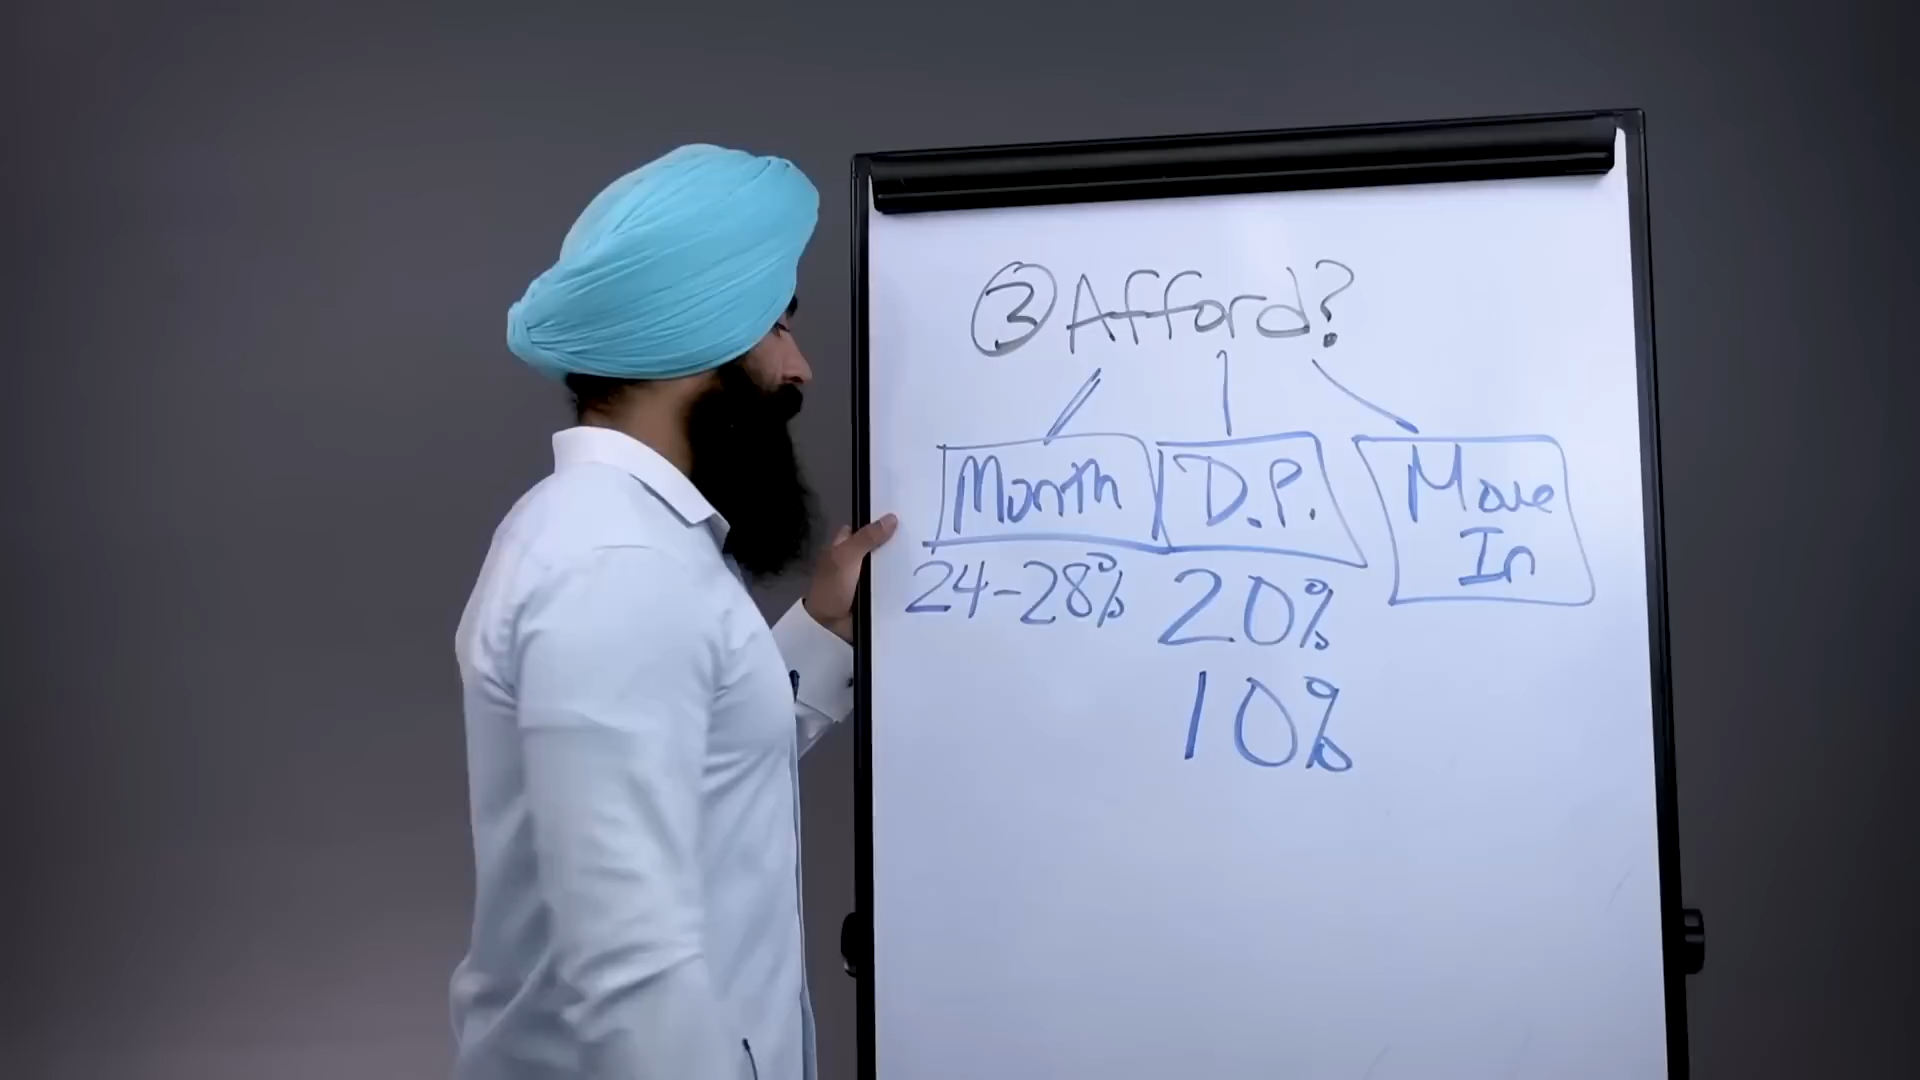 ③ Afford?
Month
D.P.
Move
In
24-28%
20%
10%